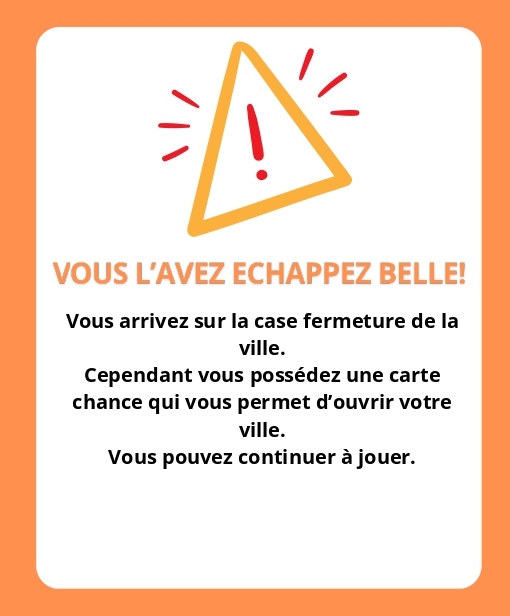 VOUS L’AVEZ ECHAPPEZ BELLE!
Vous arrivez sur la case fermeture de la
ville.
Cependant vous possédez une carte
chance qui vous permet d’ouvrir votre
ville.
Vous pouvez continuer à jouer.